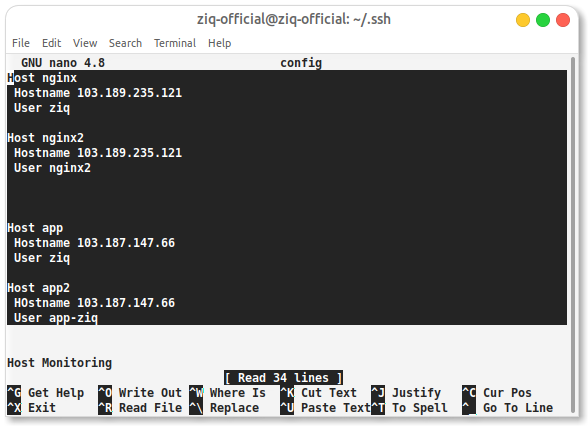 ziq-official@ziq-official: ~/.ssh
File Edit View Search Terminal Help
GNU nano 4.8 config
Host nginx
Hostname 103.189.235.121
User ziq
Host nginx2
Hostname 103.189.235.121
User nginx2
Host app
Hostname 103.187.147.66
User ziq
Host app2
HOstname 103.187.147.66
User app-ziq
Host Monitoring
[ Read 34 lines ]
^G Get Help ^O Write Out ^W Where Is ^K Cut Text ^J Justify ^C Cur Pos
^X Exit ^R Read File ^\ Replace ^U Paste Text ^T To Spell ^_ Go To Line